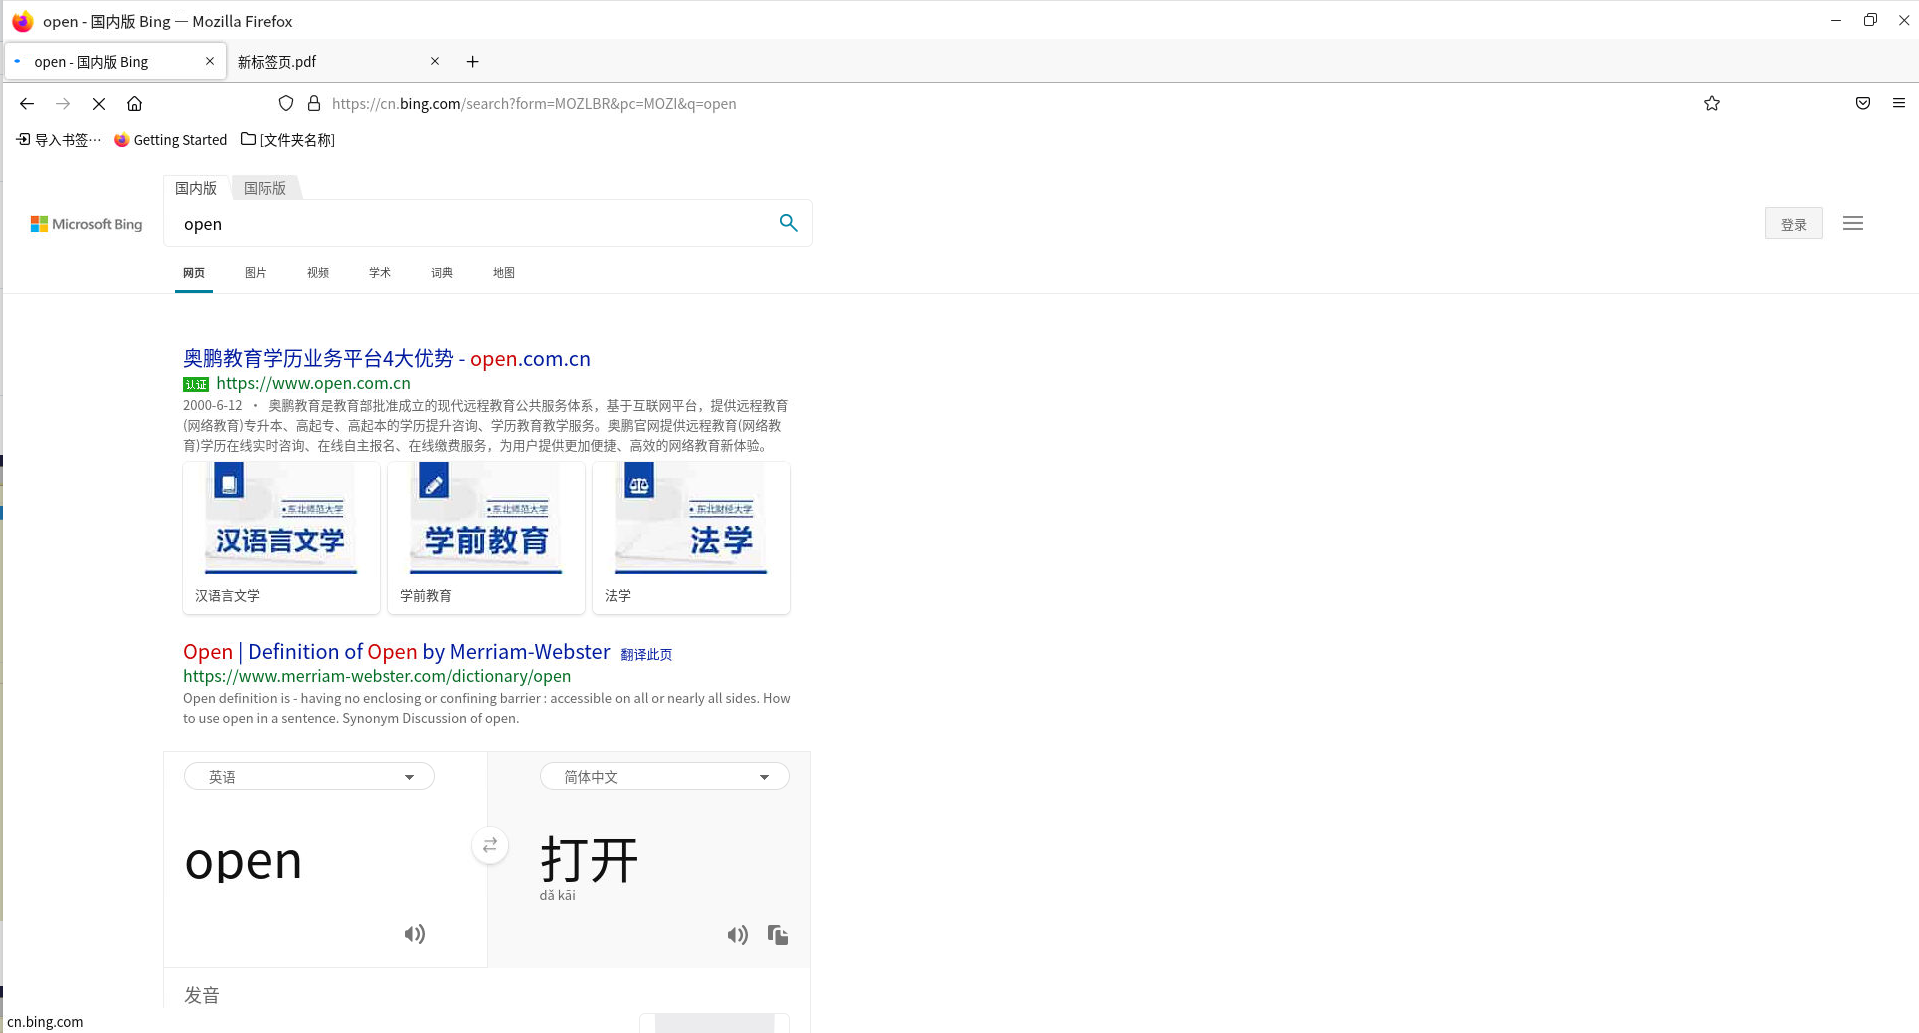 open - 国内版 Bing — Mozilla Firefox
open - 国内版 Bing
新标签页.pdf
https://cn.bing.com/search?form=MOZLBR&pc=MOZI&q=open
导入书签…
Getting Started
[文件夹名称]
国内版
国际版
Microsoft Bing
open
登录
网页
图片
视频
学术
词典
地图
奥鹏教育学历业务平台4大优势 - open.com.cn
认证 https://www.open.com.cn
2000-6-12 · 奥鹏教育是教育部批准成立的现代远程教育公共服务体系，基于互联网平台，提供远程教育
(网络教育)专升本、高起专、高起本的学历提升咨询、学历教育教学服务。奥鹏官网提供远程教育(网络教
育)学历在线实时咨询、在线自主报名、在线缴费服务，为用户提供更加便捷、高效的网络教育新体验。
东北师范大学
汉语言文学
东北师范大学
学前教育
东北财经大学
法学
汉语言文学
学前教育
法学
Open | Definition of Open by Merriam-Webster 翻译此页
https://www.merriam-webster.com/dictionary/open
Open definition is - having no enclosing or confining barrier : accessible on all or nearly all sides. How
to use open in a sentence. Synonym Discussion of open.
英语
简体中文
open
打开
dǎ kāi
发音
cn.bing.com